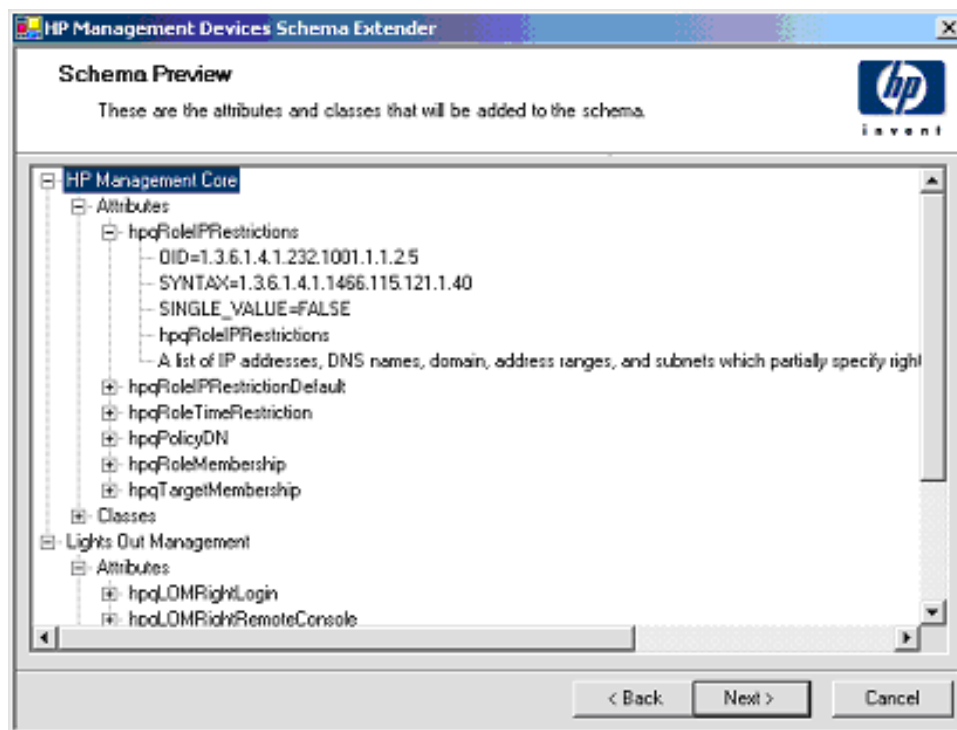 HP Management Devices Schema Extender
Schema Preview
These are the attributes and classes that will be added to the schema.
hp
invent
HP Management Core
Attributes
hpqRoleIPRestrictions
OID=1.3.6.1.4.1.232.1001.1.1.2.5
SYNTAX=1.3.6.1.4.1.1466.115.121.1.40
SINGLE_VALUE=FALSE
hpqRoleIPRestrictions
A list of IP addresses, DNS names, domain, address ranges, and subnets which partially specify right
hpqRoleIPRestrictionDefault
hpqRoleTimeRestriction
hpqPolicyDN
hpqRoleMembership
hpqTargetMembership
Classes
Lights Out Management
Attributes
hpqLOMRightLogin
hpqLOMRightRemoteConsole
< Back
Next >
Cancel